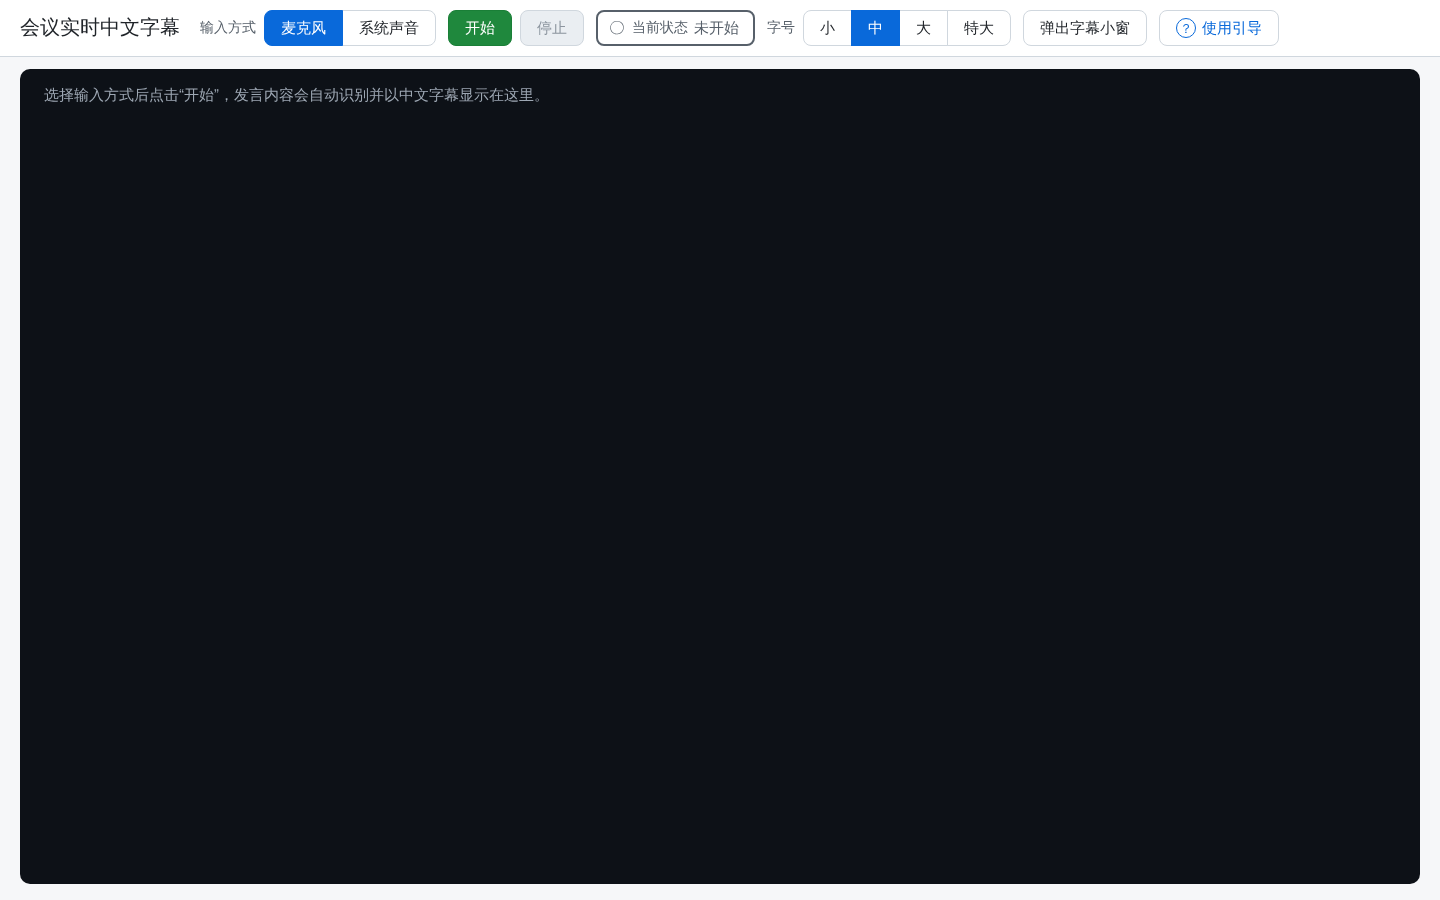 会议实时中文字幕 输入方式 麦克风 系统声音 开始 停止 当前状态 未开始 字号 小 中 大 特大 弹出字幕小窗 ? 使用引导
选择输入方式后点击“开始”，发言内容会自动识别并以中文字幕显示在这里。